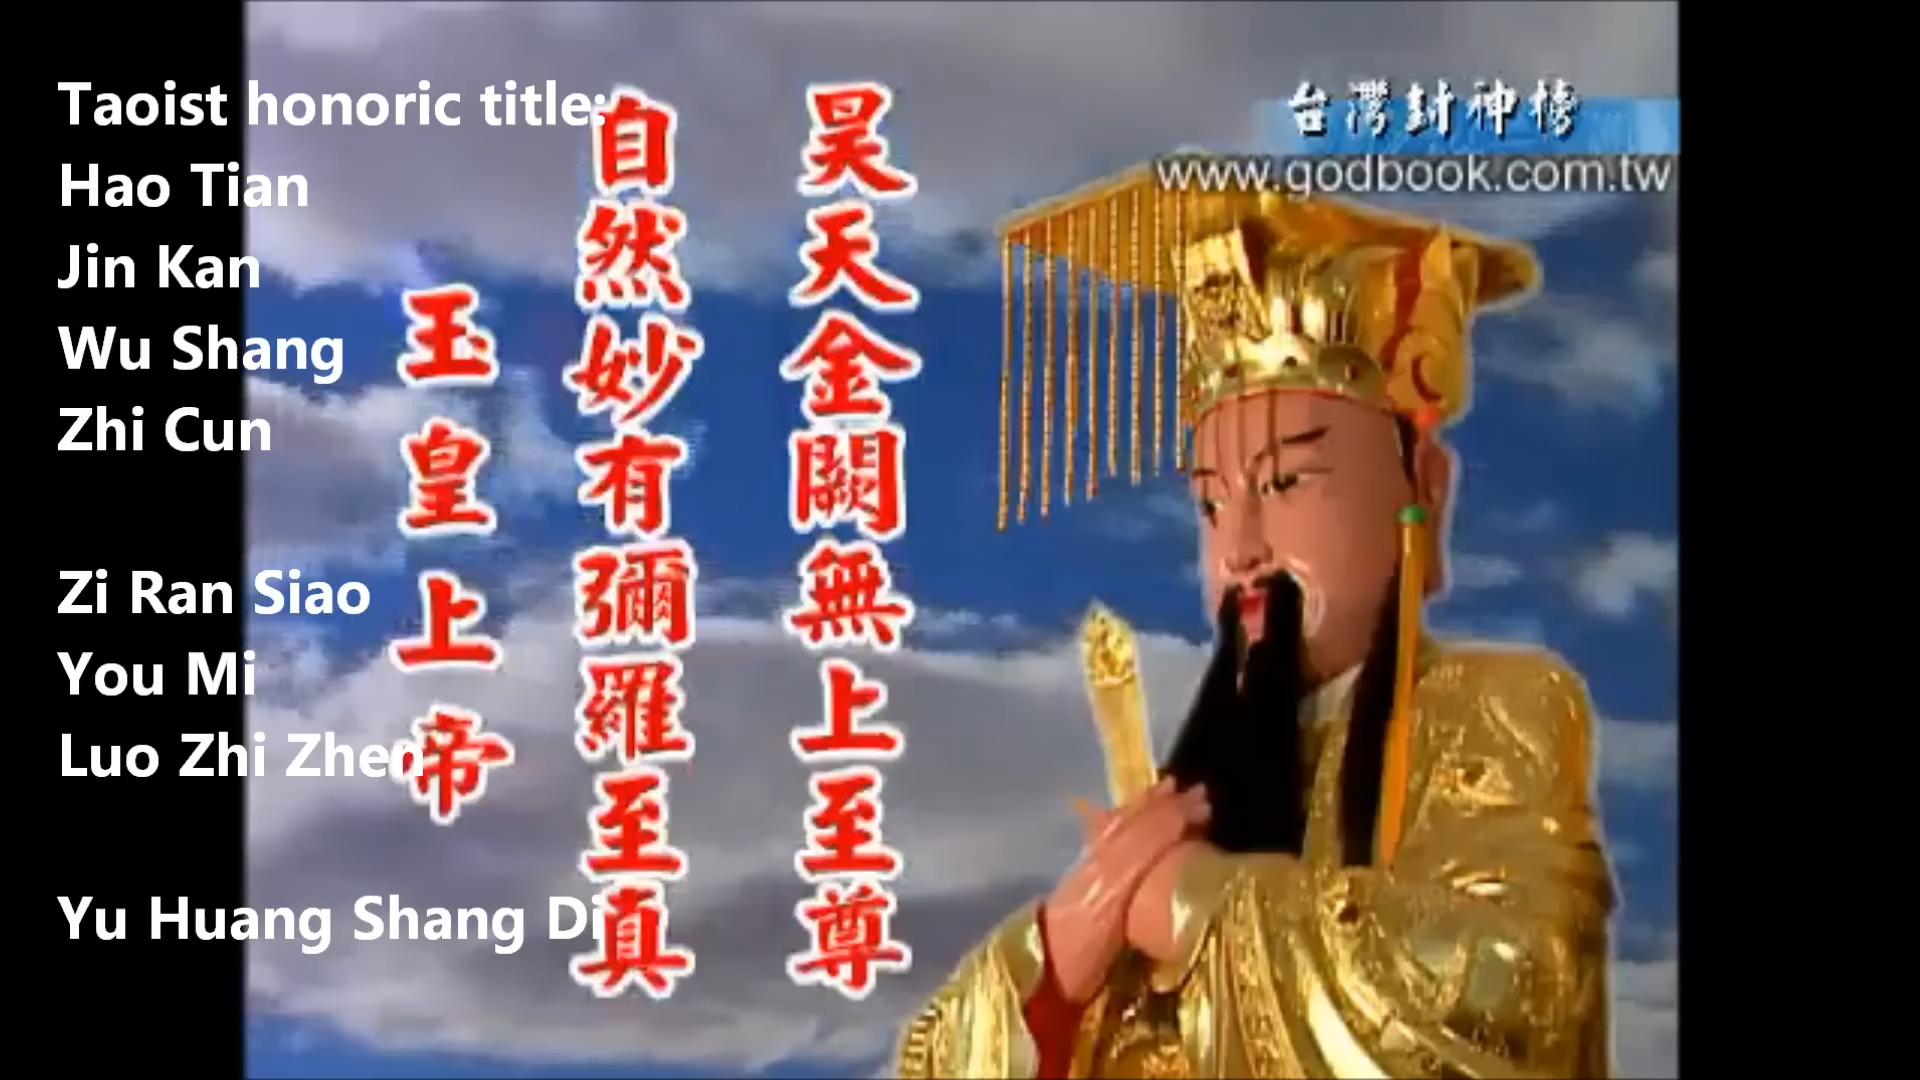 Taoist honoric title:
Hao Tian
Jin Kan
Wu Shang
Zhi Cun
Zi Ran Siao
You Mi
Luo Zhi Zhen
Yu Huang Shang Di
昊天金闕無上至尊
自然妙有彌羅至真
玉皇上帝
台灣封神榜
www.godbook.com.tw